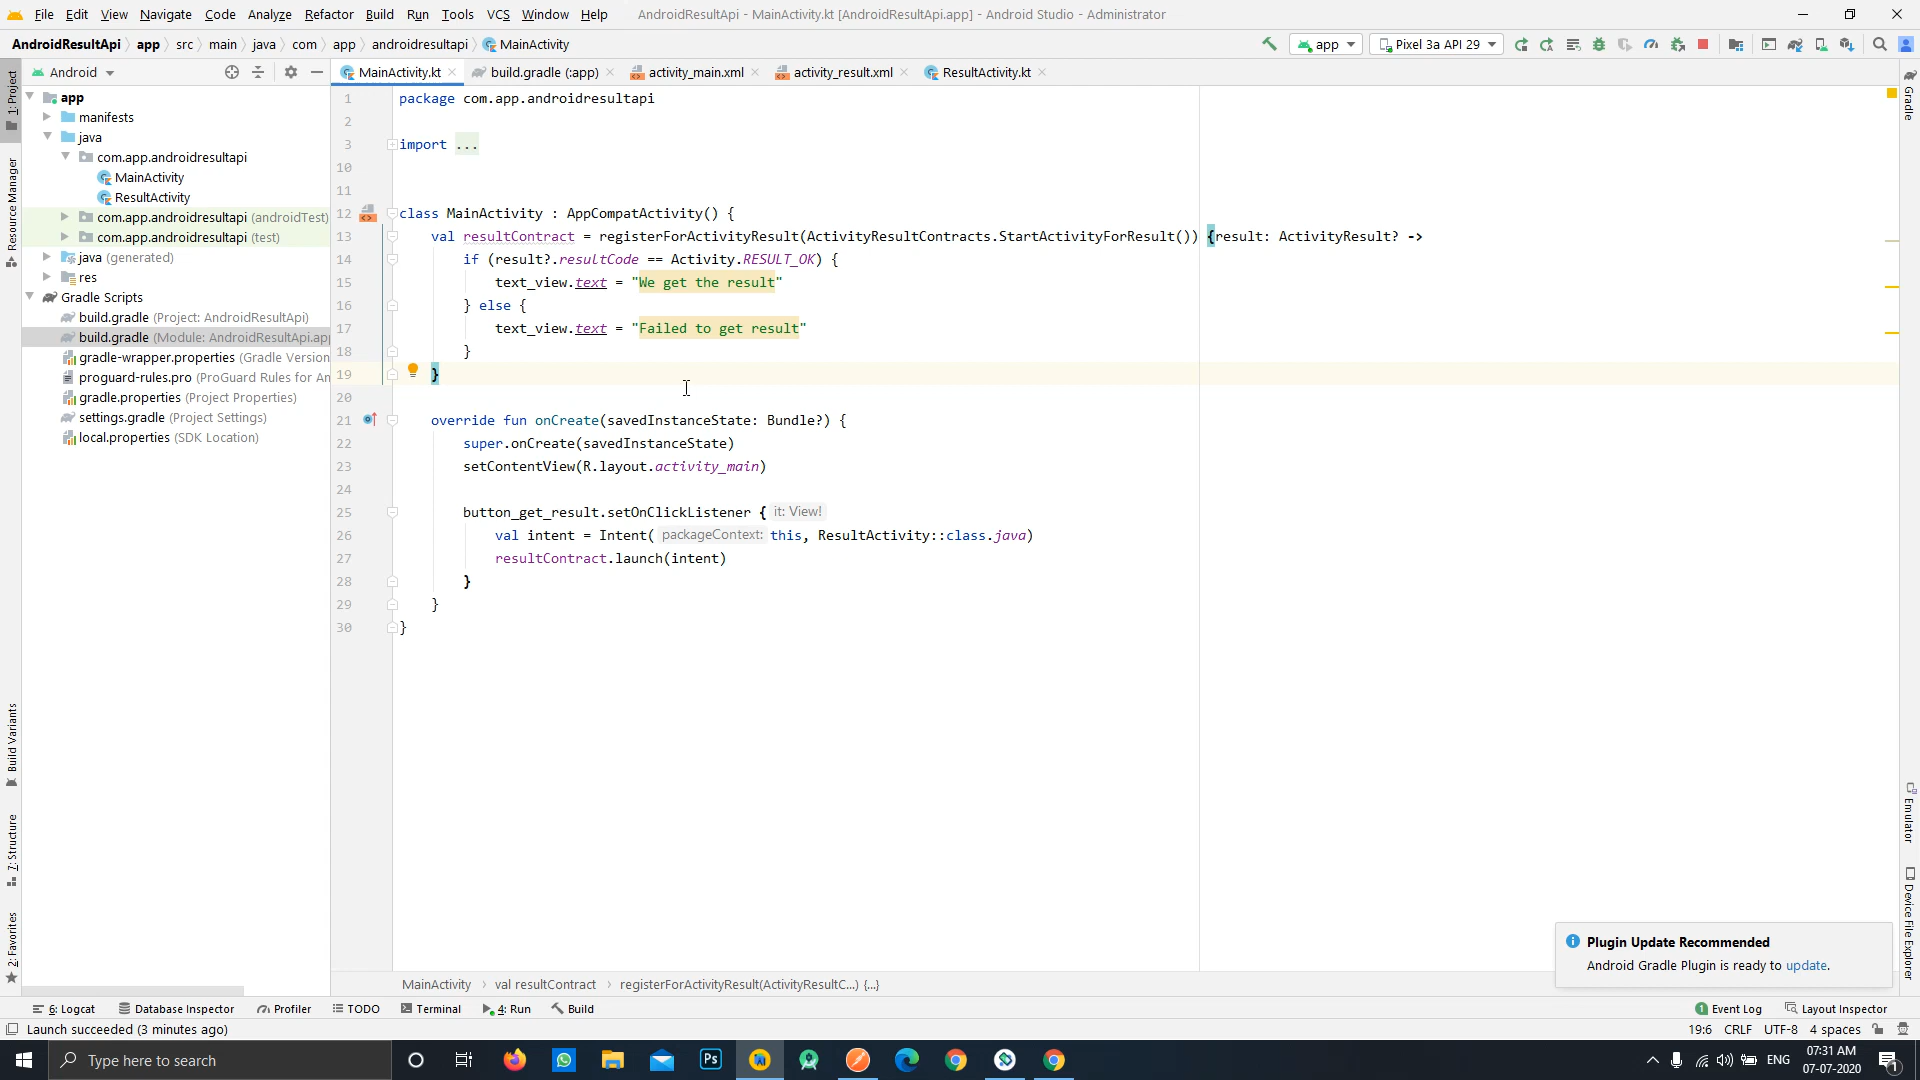 File Edit View Navigate Code Analyze Refactor Build Run Tools VCS Window Help AndroidResultApi - MainActivity.kt [AndroidResultApi.app] - Android Studio - Administrator
AndroidResultApi app src main java com app androidresultapi MainActivity app Pixel 3a API 29
Android MainActivity.kt build.gradle (:app) activity_main.xml activity_result.xml ResultActivity.kt
1: Project
Resource Manager
Build Variants
7: Structure
2: Favorites
app
manifests
java
com.app.androidresultapi
MainActivity
ResultActivity
com.app.androidresultapi (androidTest)
com.app.androidresultapi (test)
java (generated)
res
Gradle Scripts
build.gradle (Project: AndroidResultApi)
build.gradle (Module: AndroidResultApi.app
gradle-wrapper.properties (Gradle Version
proguard-rules.pro (ProGuard Rules for An
gradle.properties (Project Properties)
settings.gradle (Project Settings)
local.properties (SDK Location)
1 package com.app.androidresultapi
2
3 import ...
10
11
12 class MainActivity : AppCompatActivity() {
13 val resultContract = registerForActivityResult(ActivityResultContracts.StartActivityForResult()) {result: ActivityResult? ->
14 if (result?.resultCode == Activity.RESULT_OK) {
15 text_view.text = "We get the result"
16 } else {
17 text_view.text = "Failed to get result"
18 }
19 }
20
21 override fun onCreate(savedInstanceState: Bundle?) {
22 super.onCreate(savedInstanceState)
23 setContentView(R.layout.activity_main)
24
25 button_get_result.setOnClickListener { it: View!
26 val intent = Intent( packageContext: this, ResultActivity::class.java)
27 resultContract.launch(intent)
28 }
29 }
30 }
Gradle
Emulator
Device File Explorer
Plugin Update Recommended
Android Gradle Plugin is ready to update.
MainActivity val resultContract registerForActivityResult(ActivityResultC...) {...}
6: Logcat Database Inspector Profiler TODO Terminal 4: Run Build 1 Event Log Layout Inspector
Launch succeeded (3 minutes ago) 19:6 CRLF UTF-8 4 spaces
Type here to search Ps ENG 07:31 AM
07-07-2020 1